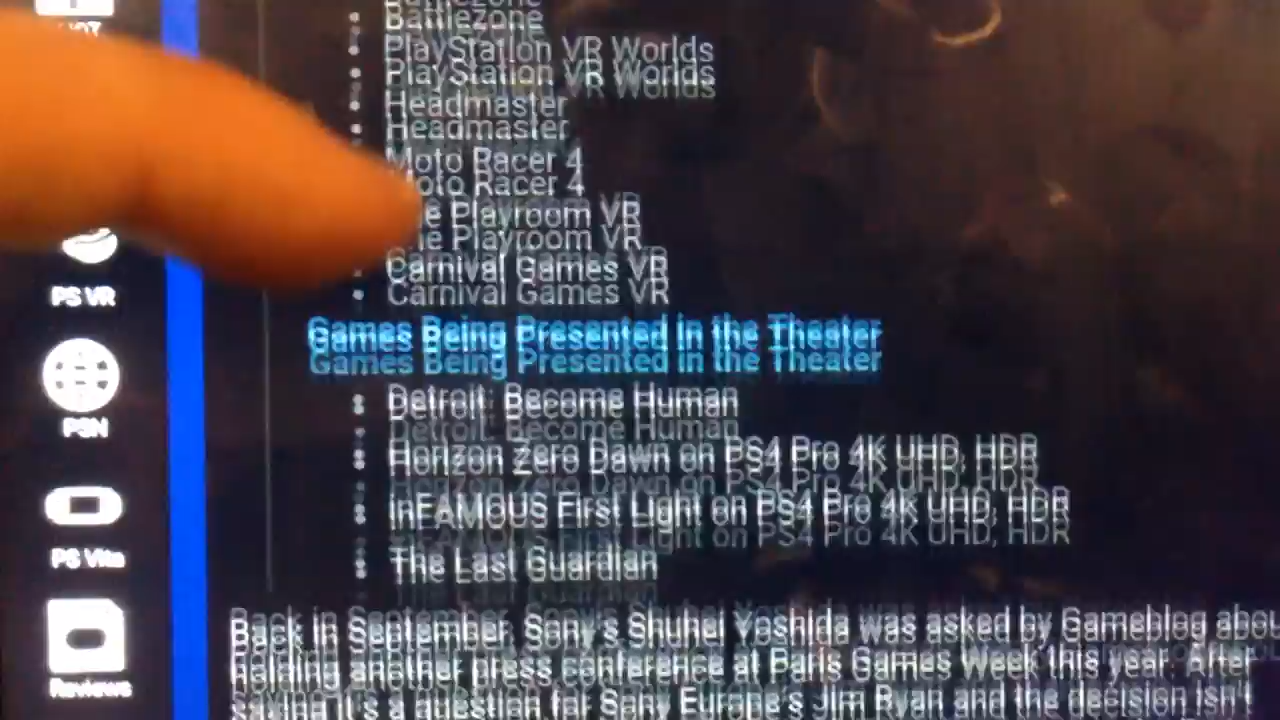 HOT
Battlezone
PlayStation VR Worlds
Headmaster
Moto Racer 4
Playroom VR
Carnival Games VR
Games Being Presented in the Theater
Detroit: Become Human
Horizon Zero Dawn on PS4 Pro 4K UHD, HDR
inFAMOUS First Light on PS4 Pro 4K UHD, HDR
The Last Guardian
Back in September, Sony's Shuhei Yoshida was asked by Gameblog
holding another press conference at Paris Games Week this year. After
saying it's a question for Sony Europe's Jim Ryan and the decision isn't
PS VR
PSN
PS Vita
Reviews